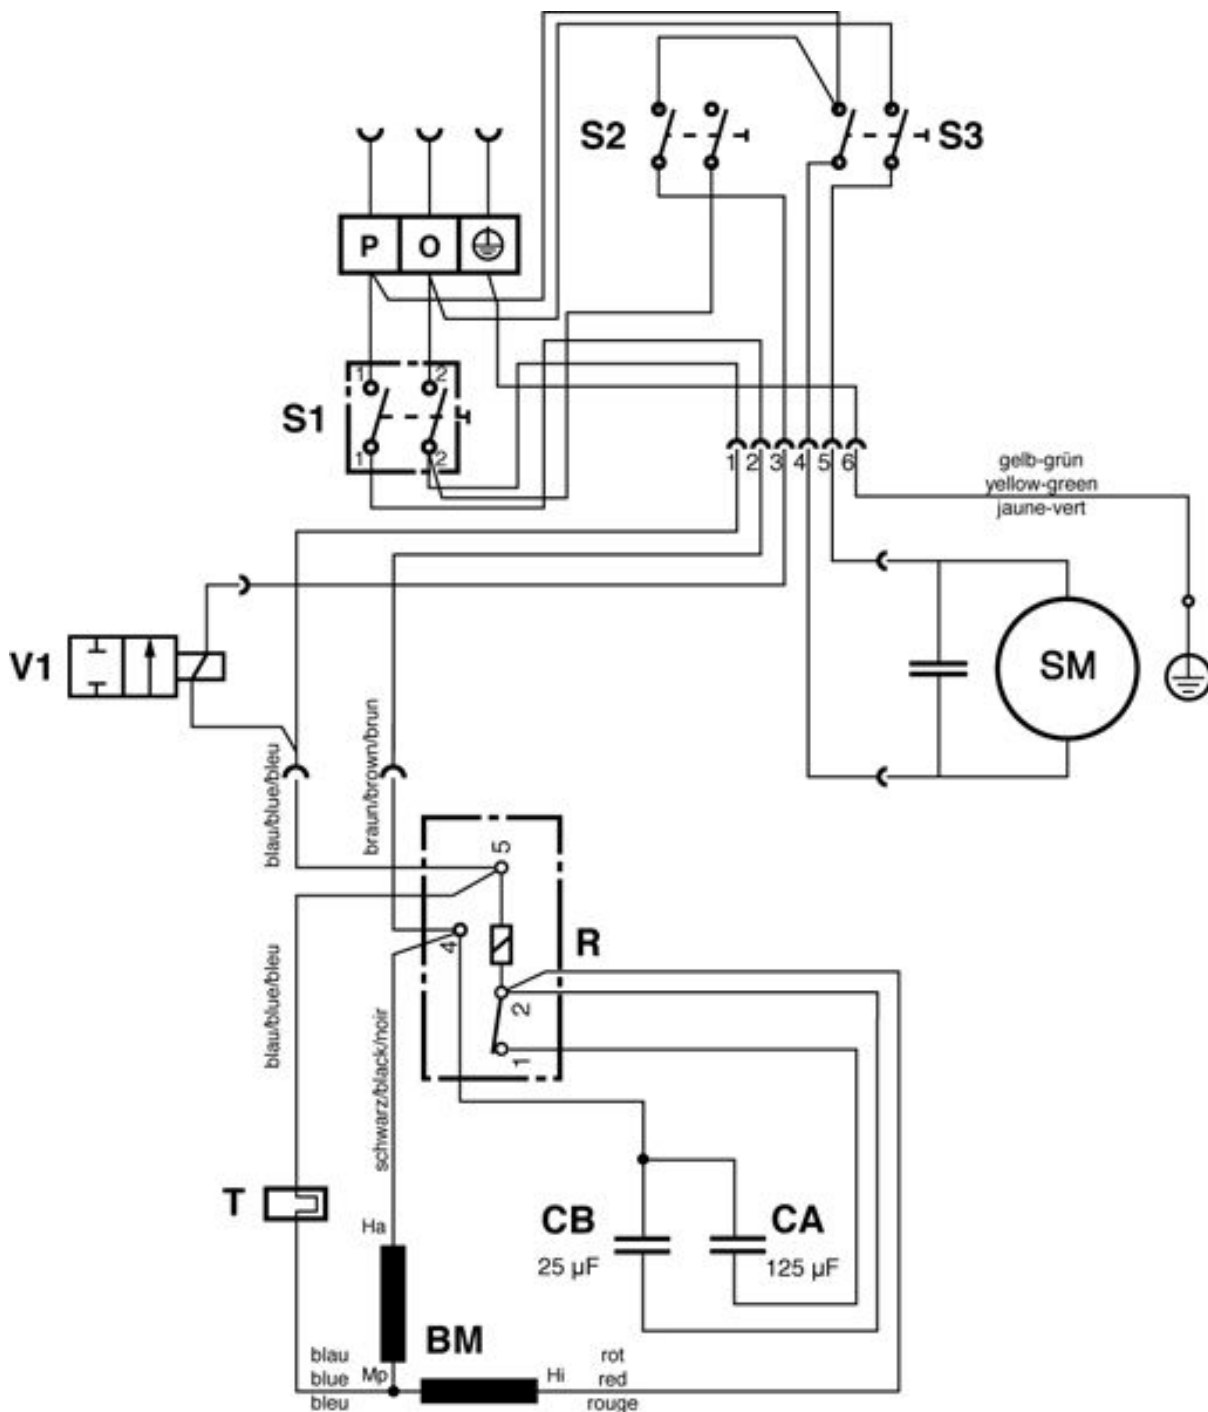 S2
S3
P O
1 2
S1
1 2
1 2 3 4 5 6
gelb-grün
yellow-green
jaune-vert
SM
V1
blau/blue/bleu
braun/brown/brun
5
4
R
2
1
blau/blue/bleu
schwarz/black/noir
T
Ha
CB
25 µF
CA
125 µF
BM
blau
blue
bleu
Mp
Hi
rot
red
rouge